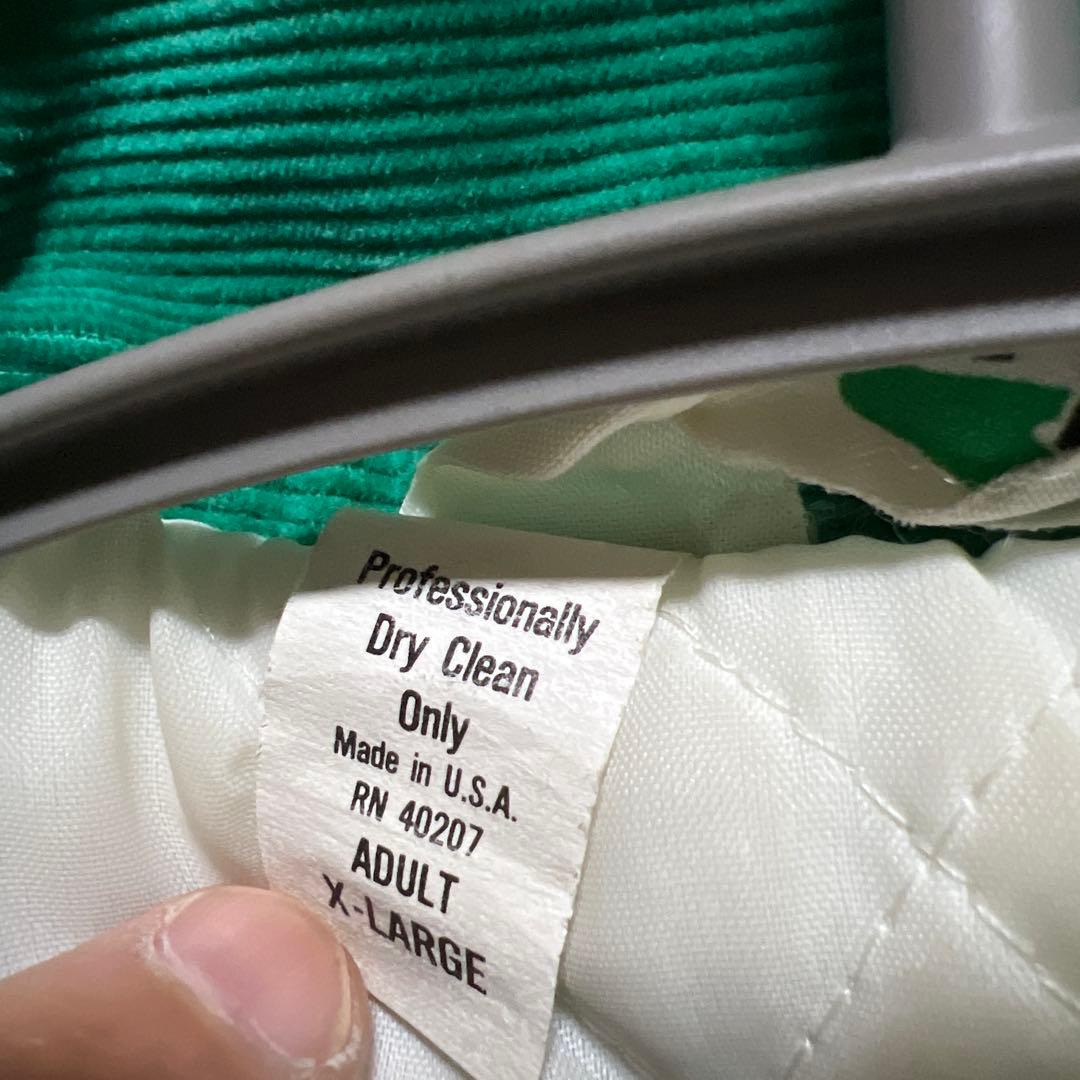 Professionally
Dry Clean
Only
Made in U.S.A.
RN 40207
ADULT
X-LARGE